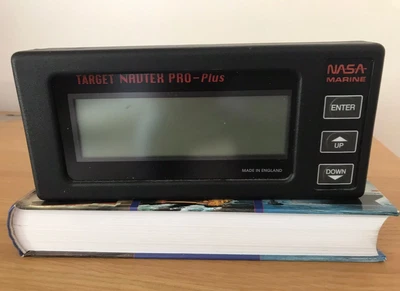 TARGET NAVTEX PRO-Plus
NASA
MARINE
ENTER
UP
DOWN
MADE IN ENGLAND